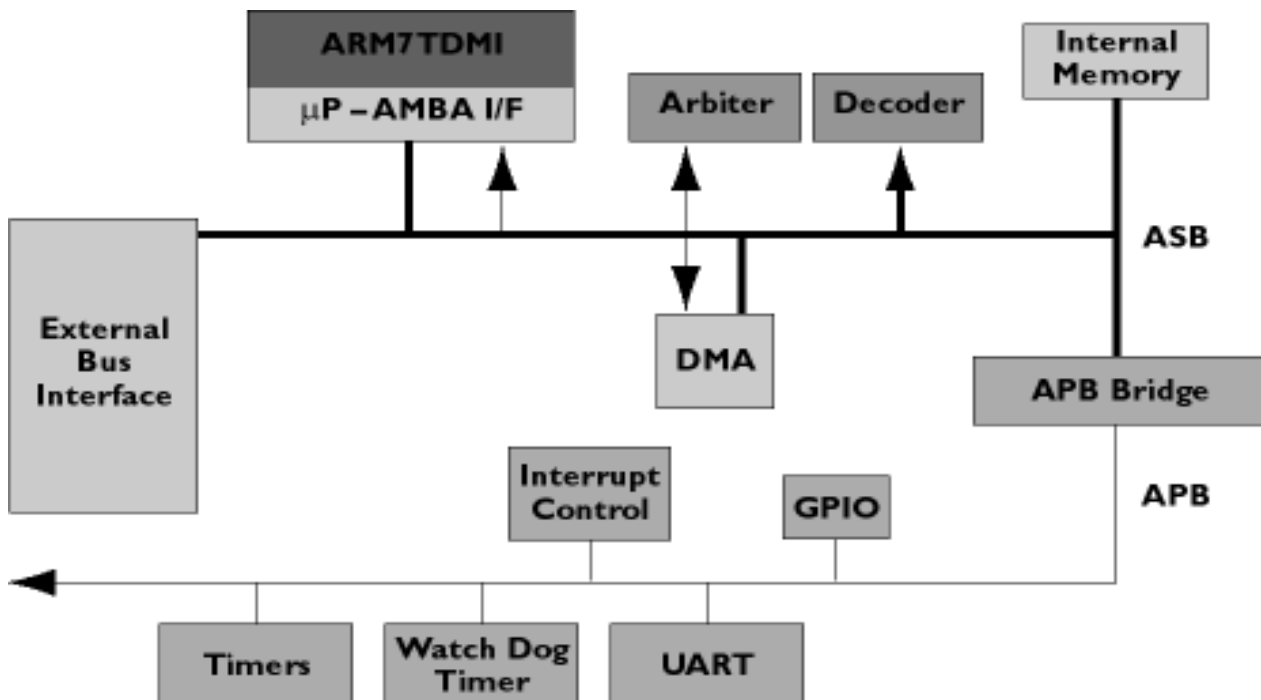 ARM7TDMI
µP – AMBA I/F
Arbiter
Decoder
Internal
Memory
ASB
External
Bus
Interface
DMA
APB Bridge
Interrupt
Control
GPIO
APB
Timers
Watch Dog
Timer
UART